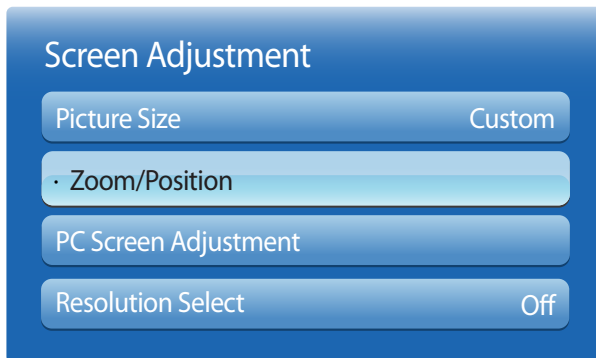 Screen Adjustment
Picture Size Custom
· Zoom/Position
PC Screen Adjustment
Resolution Select Off